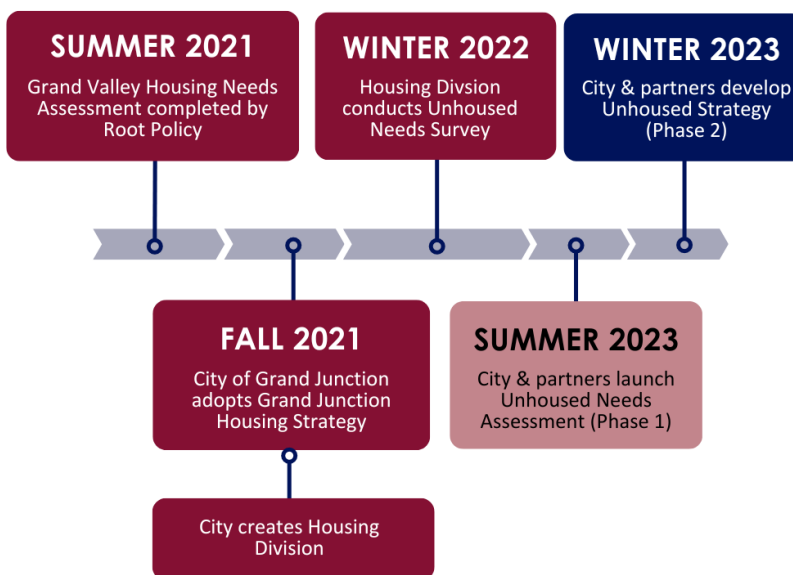 SUMMER 2021
Grand Valley Housing Needs
Assessment completed by
Root Policy
WINTER 2022
Housing Divsion
conducts Unhoused
Needs Survey
WINTER 2023
City & partners develop
Unhoused Strategy
(Phase 2)
FALL 2021
City of Grand Junction
adopts Grand Junction
Housing Strategy
City creates Housing
Division
SUMMER 2023
City & partners launch
Unhoused Needs
Assessment (Phase 1)